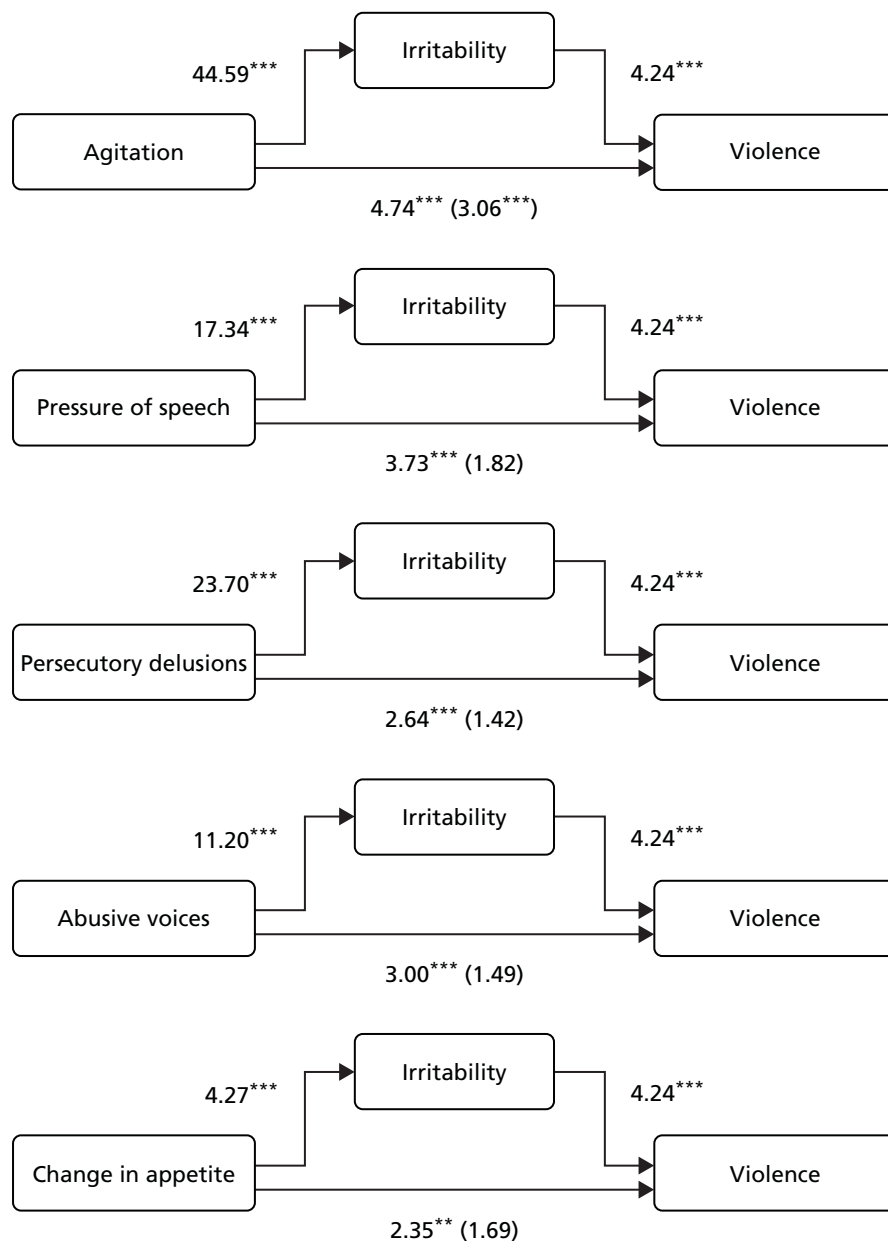 Irritability
44.59***
4.24***
Agitation
Violence
4.74*** (3.06***)
Irritability
17.34***
4.24***
Pressure of speech
Violence
3.73*** (1.82)
Irritability
23.70***
4.24***
Persecutory delusions
Violence
2.64*** (1.42)
Irritability
11.20***
4.24***
Abusive voices
Violence
3.00*** (1.49)
Irritability
4.27***
4.24***
Change in appetite
Violence
2.35** (1.69)